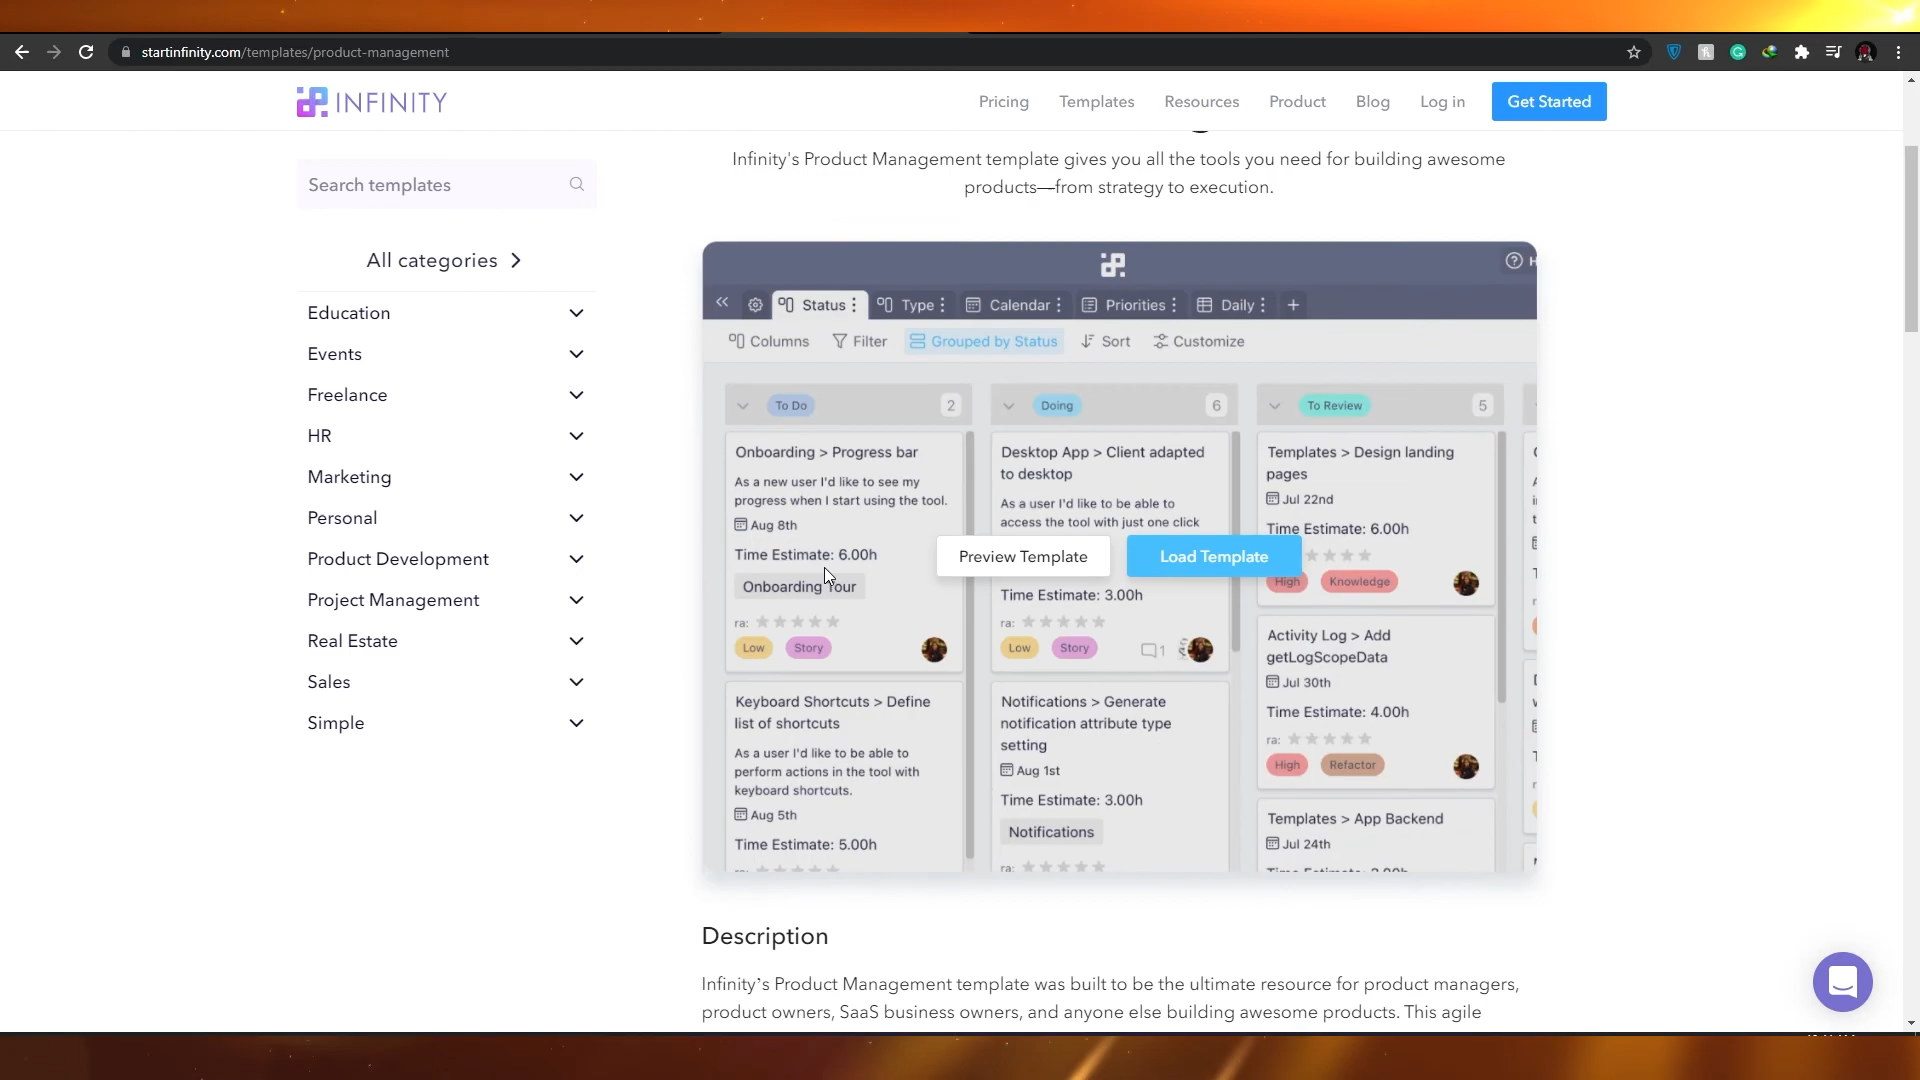 startinfinity.com/templates/product-management
INFINITY
Pricing
Templates
Resources
Product
Blog
Log in
Get Started
Infinity's Product Management template gives you all the tools you need for building awesome
products—from strategy to execution.
Search templates
All categories
Education
Events
Freelance
HR
Marketing
Personal
Product Development
Project Management
Real Estate
Sales
Simple
Status
Type
Calendar
Priorities
Daily
Columns
Filter
Grouped by Status
Sort
Customize
To Do
2
Onboarding > Progress bar
As a new user I'd like to see my
progress when I start using the tool.
Aug 8th
Time Estimate: 6.00h
Onboarding Tour
ra:
Low
Story
Keyboard Shortcuts > Define
list of shortcuts
As a user I'd like to be able to
perform actions in the tool with
keyboard shortcuts.
Aug 5th
Time Estimate: 5.00h
Doing
6
Desktop App > Client adapted
to desktop
As a user I'd like to be able to
access the tool with just one click
Time Estimate: 3.00h
ra:
Low
Story
1
Notifications > Generate
notification attribute type
setting
Aug 1st
Time Estimate: 3.00h
Notifications
ra:
To Review
5
Templates > Design landing
pages
Jul 22nd
Time Estimate: 6.00h
High
Knowledge
Activity Log > Add
getLogScopeData
Jul 30th
Time Estimate: 4.00h
ra:
High
Refactor
Templates > App Backend
Jul 24th
Preview Template
Load Template
Description
Infinity's Product Management template was built to be the ultimate resource for product managers,
product owners, SaaS business owners, and anyone else building awesome products. This agile